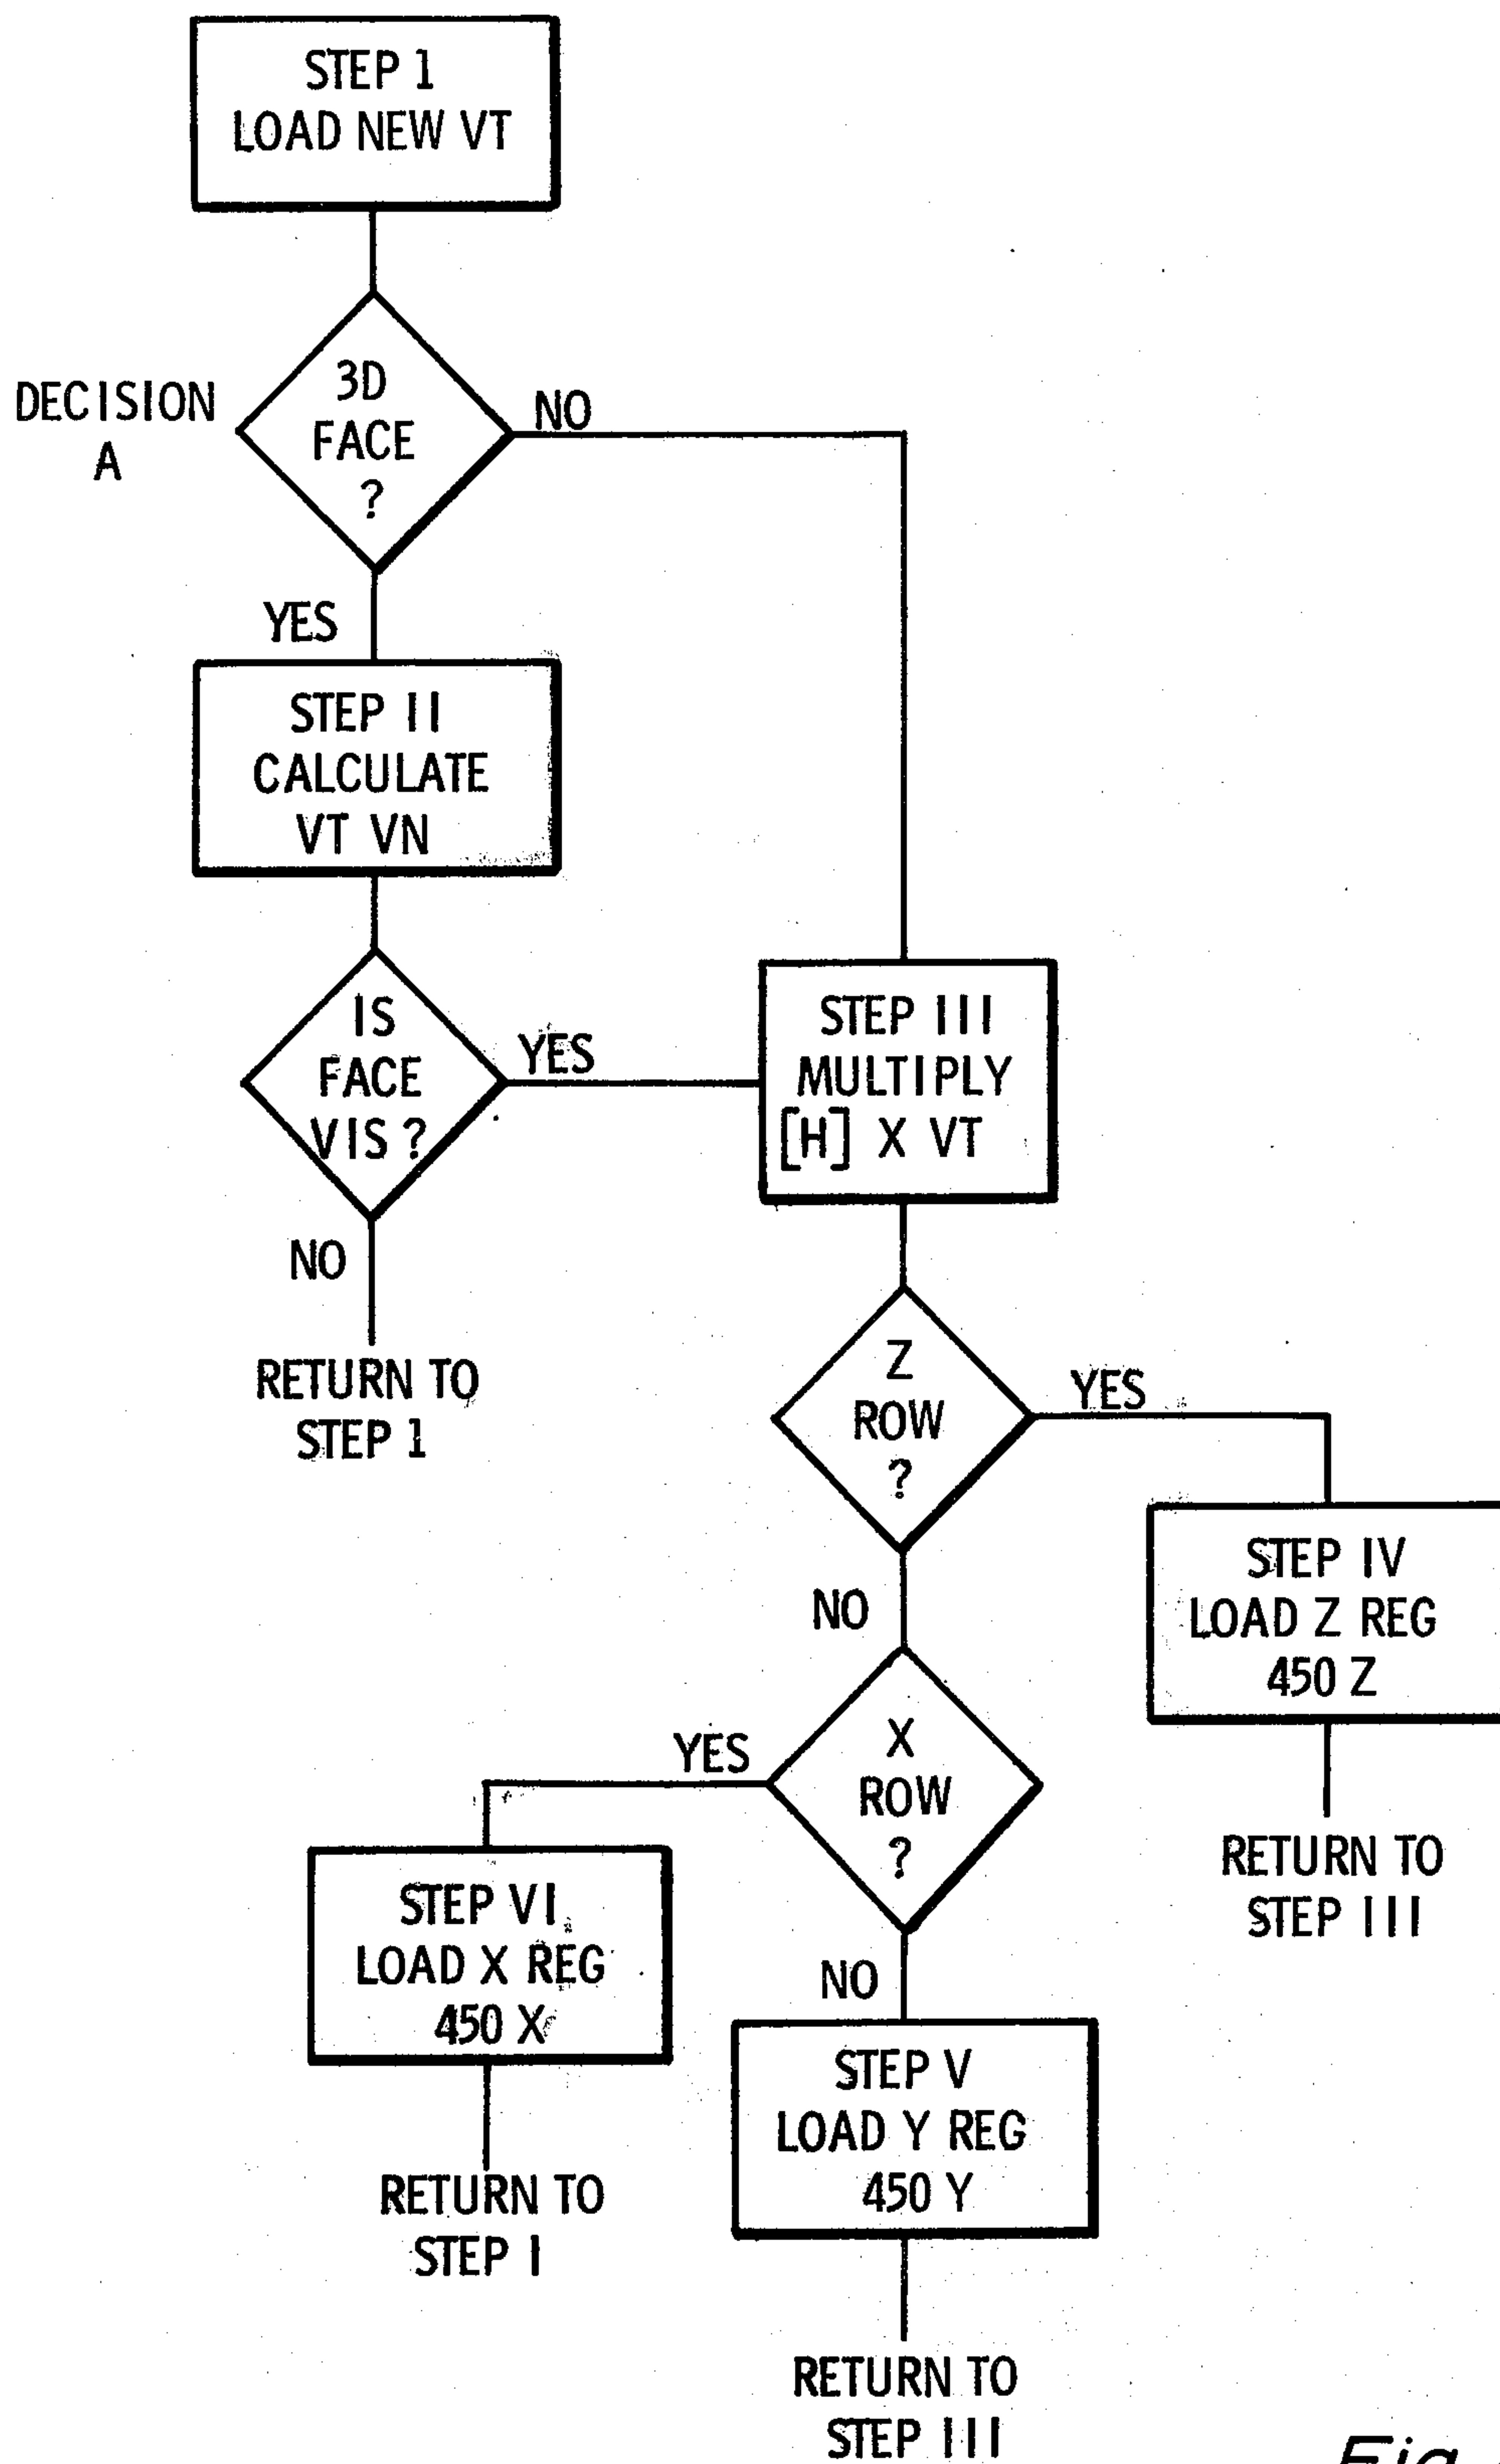 STEP 1
LOAD NEW VT
DECISION
A
3D
FACE
?
NO
YES
STEP II
CALCULATE
VT VN
IS
FACE
VIS ?
YES
NO
RETURN TO
STEP 1
STEP III
MULTIPLY
[H] X VT
Z
ROW
?
YES
NO
STEP IV
LOAD Z REG
450 Z
RETURN TO
STEP III
X
ROW
?
YES
NO
STEP VI
LOAD X REG
450 X
RETURN TO
STEP I
STEP V
LOAD Y REG
450 Y
RETURN TO
STEP III
Fig